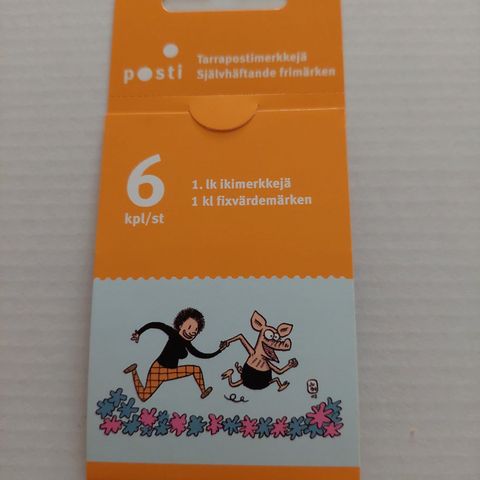 posti
Tarrapostimerkkejä
Självhäftande frimärken
6
kpl/st
1. lk ikimerkkejä
1 kl fixvärdemärken